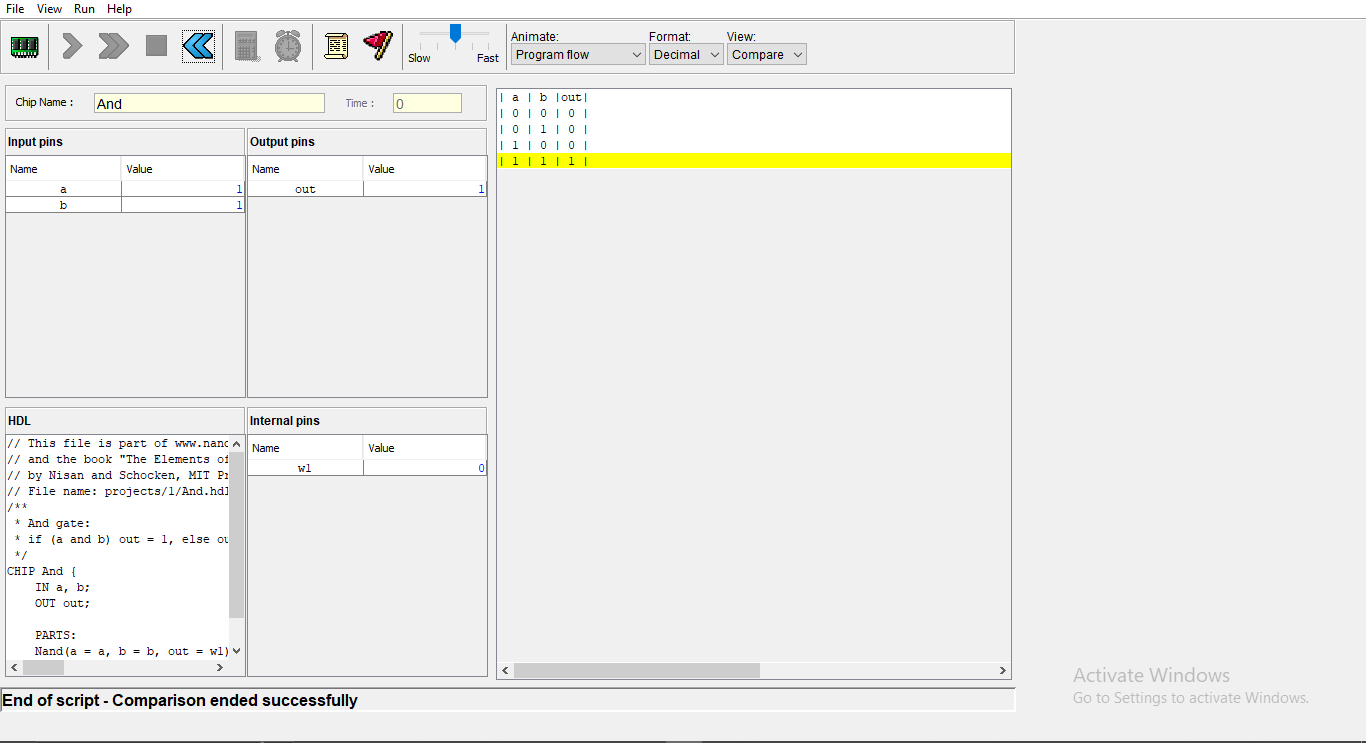 File View Run Help
Slow Fast
Animate: Format: View:
Program flow Decimal Compare
Chip Name : And Time : 0
Input pins
Name Value
a 1
b 1
Output pins
Name Value
out 1
HDL
// This file is part of www.nand
// and the book "The Elements of
// by Nisan and Schocken, MIT Pr
// File name: projects/1/And.hdl
/**
* And gate:
* if (a and b) out = 1, else ou
*/
CHIP And {
IN a, b;
OUT out;
PARTS:
Nand(a = a, b = b, out = w1)
Internal pins
Name Value
w1 0
| a | b |out|
| 0 | 0 | 0 |
| 0 | 1 | 0 |
| 1 | 0 | 0 |
| 1 | 1 | 1 |
End of script - Comparison ended successfully
Activate Windows
Go to Settings to activate Windows.